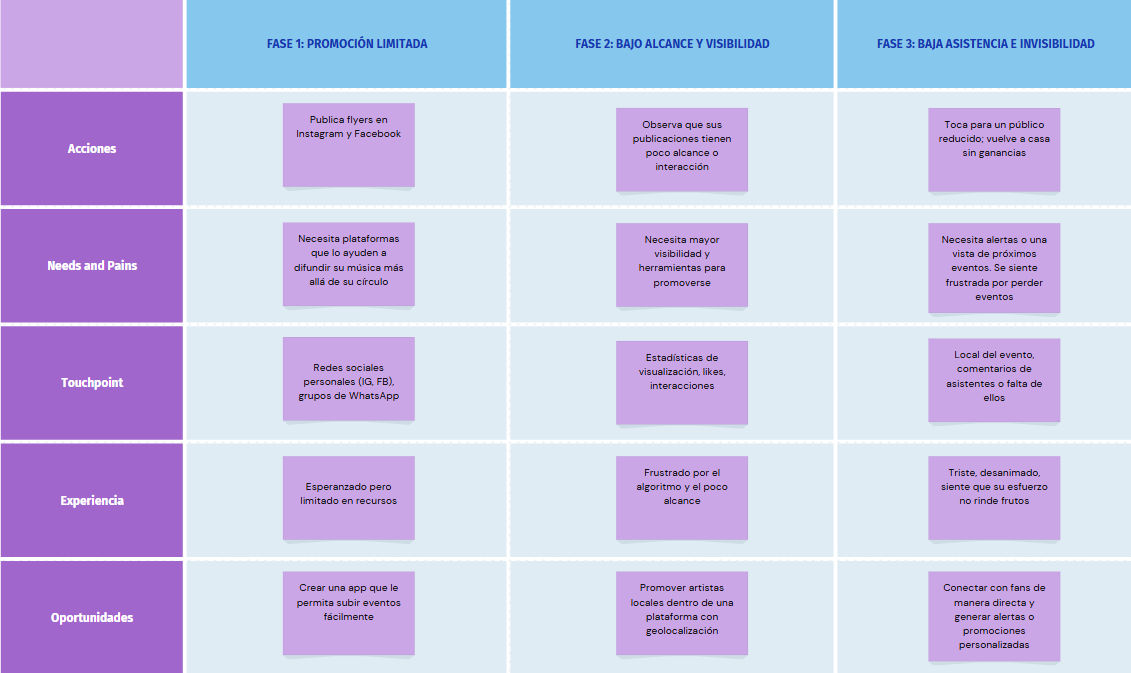 FASE 1: PROMOCIÓN LIMITADA
FASE 2: BAJO ALCANCE Y VISIBILIDAD
FASE 3: BAJA ASISTENCIA E INVISIBILIDAD
Acciones
Publica flyers en
Instagram y Facebook
Observa que sus
publicaciones tienen
poco alcance o
interacción
Toca para un público
reducido; vuelve a casa
sin ganancias
Needs and Pains
Necesita plataformas
que lo ayuden a
difundir su música más
allá de su círculo
Necesita mayor
visibilidad y
herramientas para
promoverse
Necesita alertas o una
vista de próximos
eventos. Se siente
frustrada por perder
eventos
Touchpoint
Redes sociales
personales (IG, FB),
grupos de WhatsApp
Estadísticas de
visualización, likes,
interacciones
Local del evento,
comentarios de
asistentes o falta de
ellos
Experiencia
Esperanzado pero
limitado en recursos
Frustrado por el
algoritmo y el poco
alcance
Triste, desanimado,
siente que su esfuerzo
no rinde frutos
Oportunidades
Crear una app que le
permita subir eventos
fácilmente
Promover artistas
locales dentro de una
plataforma con
geolocalización
Conectar con fans de
manera directa y
generar alertas o
promociones
personalizadas